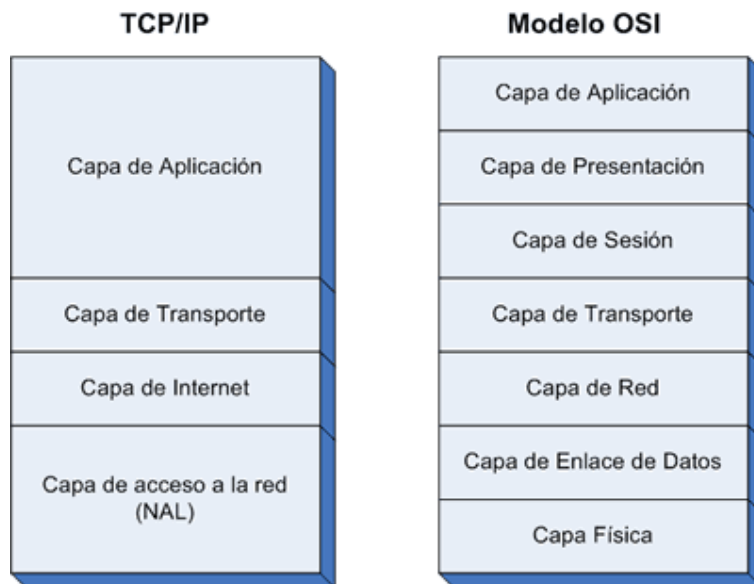 TCP/IP
Capa de Aplicación
Capa de Transporte
Capa de Internet
Capa de acceso a la red
(NAL)
Modelo OSI
Capa de Aplicación
Capa de Presentación
Capa de Sesión
Capa de Transporte
Capa de Red
Capa de Enlace de Datos
Capa Física